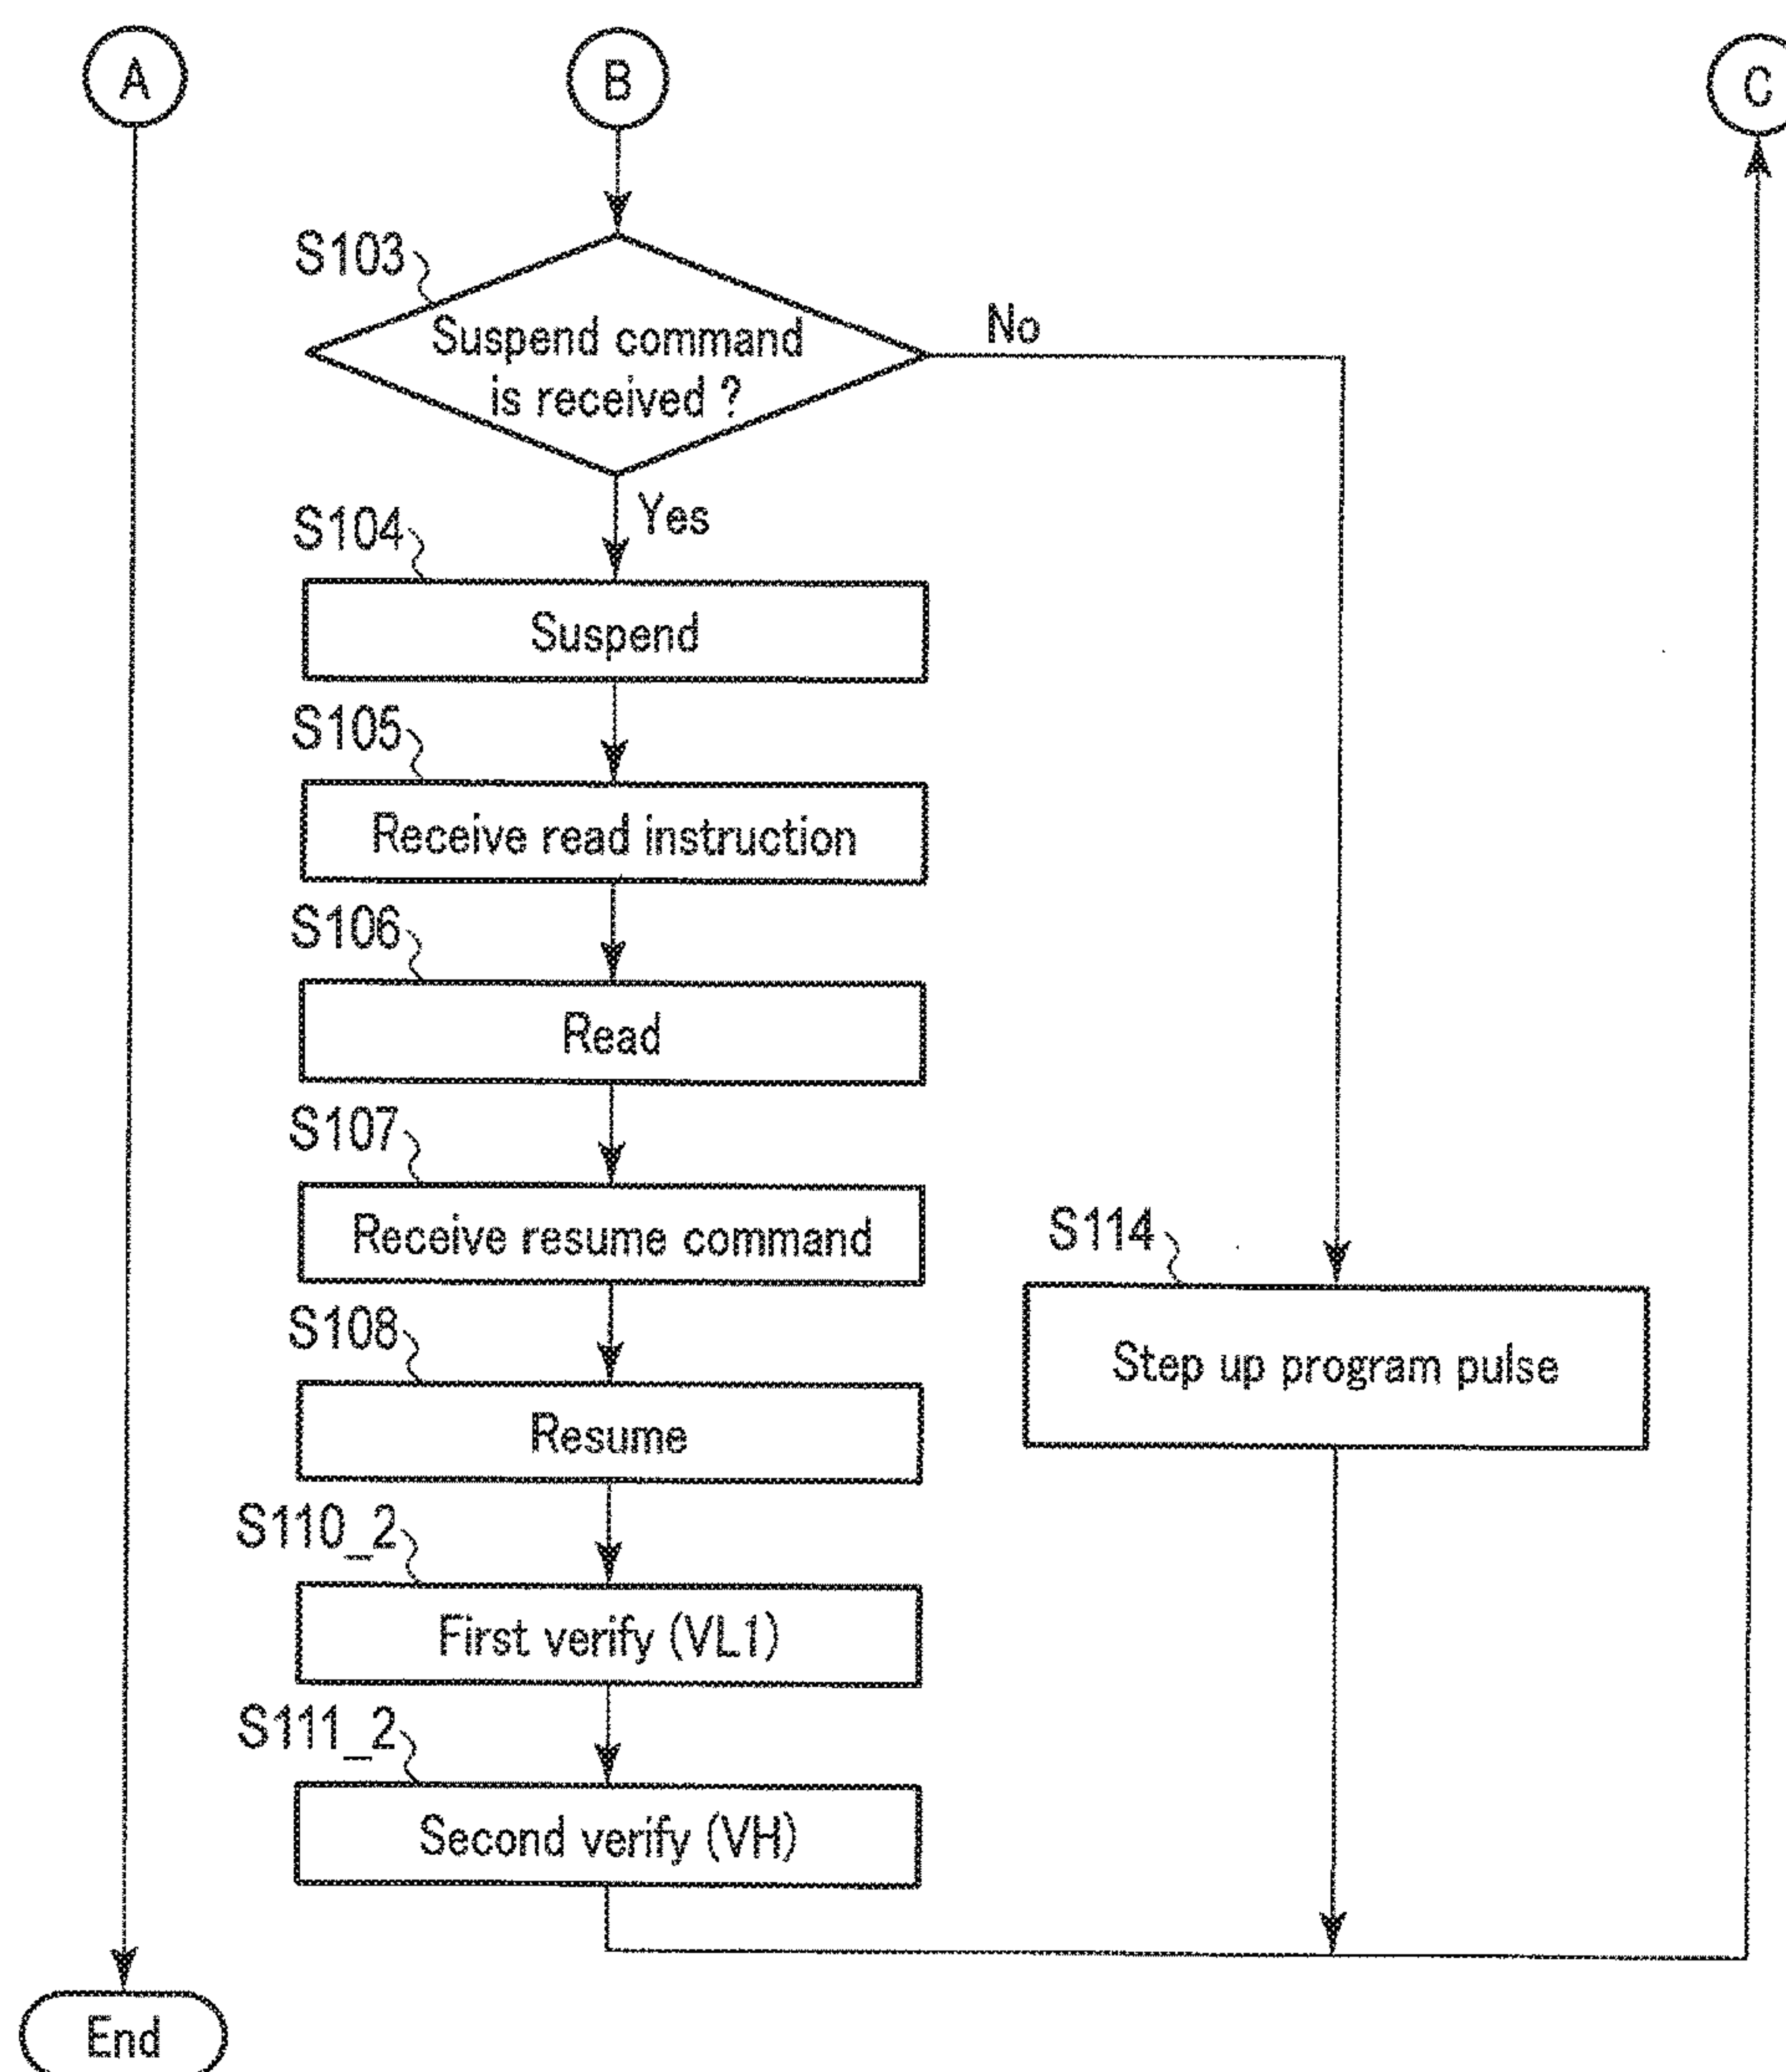 A
B
C
S103
Suspend command
is received ?
No
Yes
S104
Suspend
S105
Receive read instruction
S106
Read
S107
Receive resume command
S114
Step up program pulse
S108
Resume
S110_2
First verify (VL1)
S111_2
Second verify (VH)
End